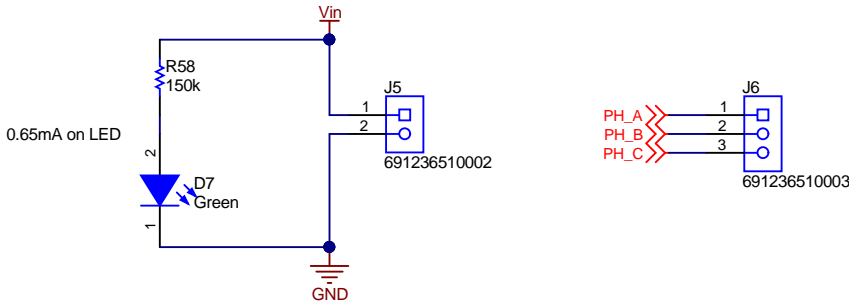 Vin
R58
150k
0.65mA on LED
2
D7
Green
1
GND
J5
1
2
691236510002
J6
PH_A
1
PH_B
2
PH_C
3
691236510003